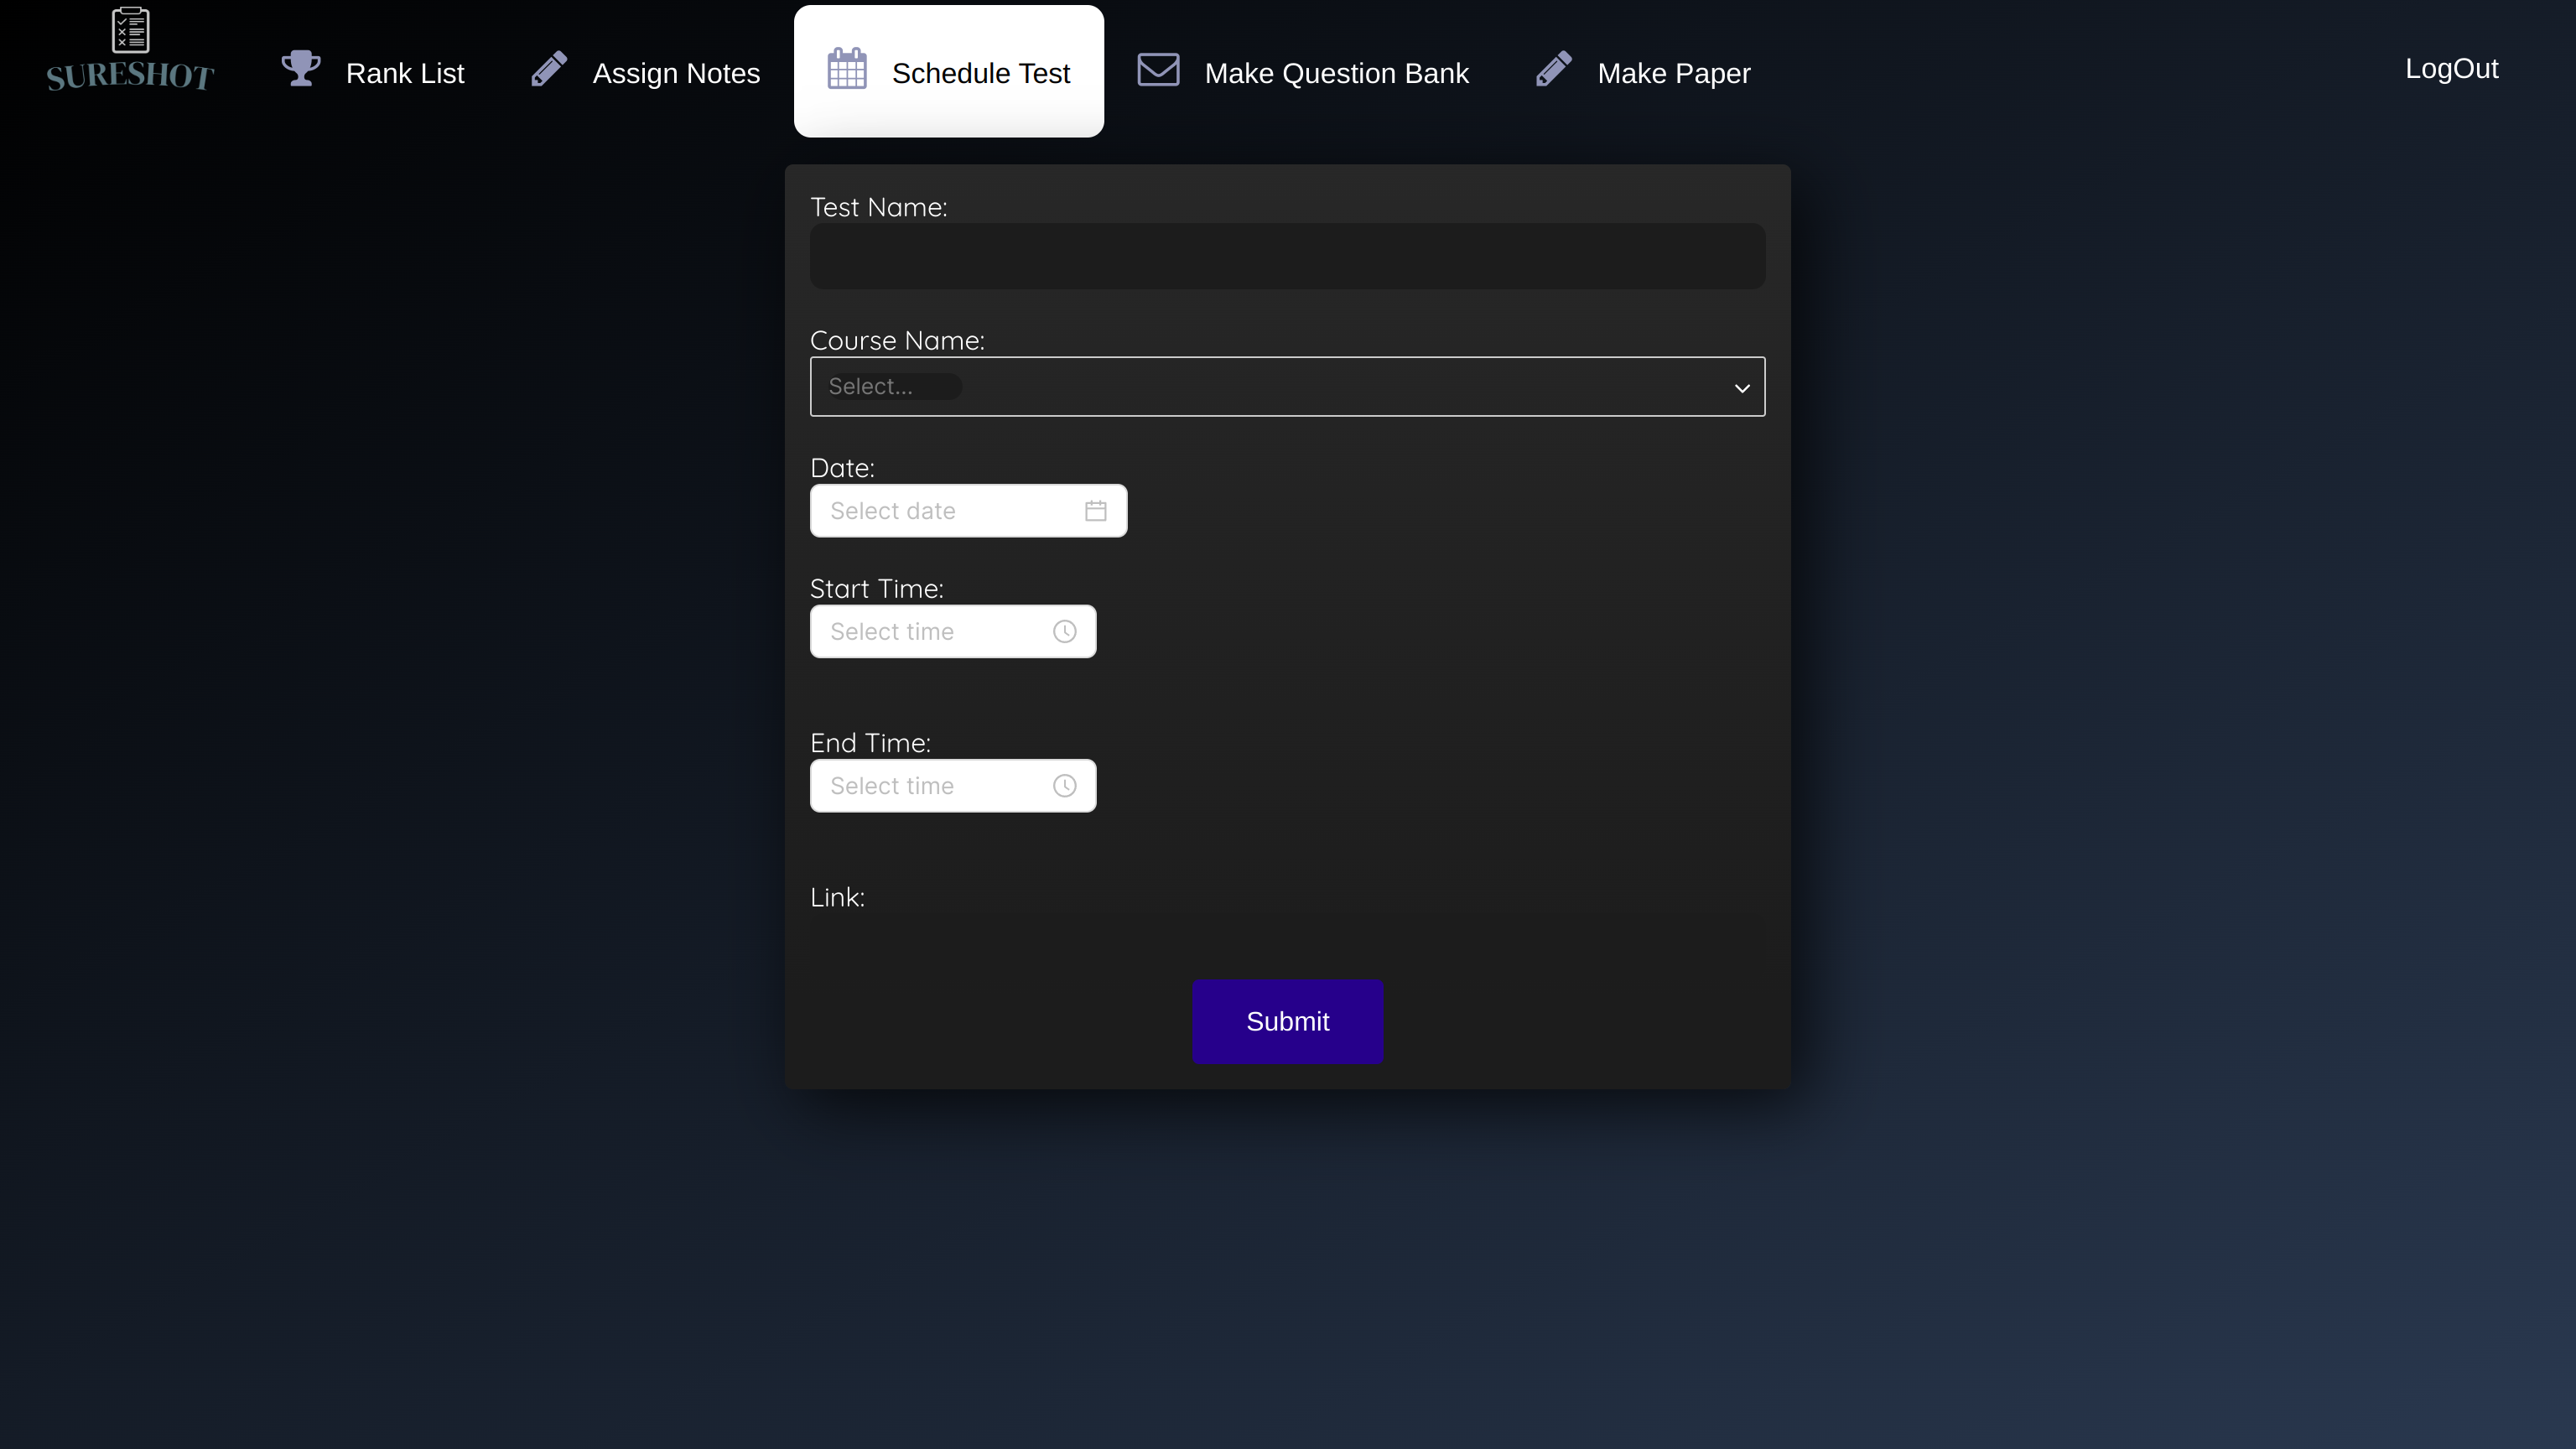 SURESHOT
Rank List
Assign Notes
Schedule Test
Make Question Bank
Make Paper
LogOut
Test Name:
Course Name:
Select...
Date:
Select date
Start Time:
Select time
End Time:
Select time
Link:
Submit